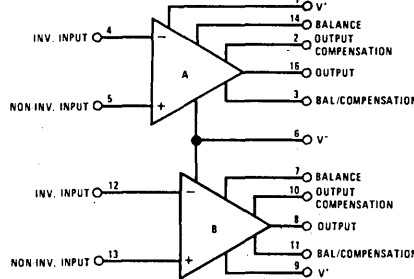 V+
14 BALANCE
INV. INPUT 4 2 OUTPUT
COMPENSATION
A 16 OUTPUT
NON INV. INPUT 5 3 BAL/COMPENSATION
6 V-
7 BALANCE
INV. INPUT 12 10 OUTPUT
COMPENSATION
B 8 OUTPUT
NON INV. INPUT 13 11 BAL/COMPENSATION
9 V+